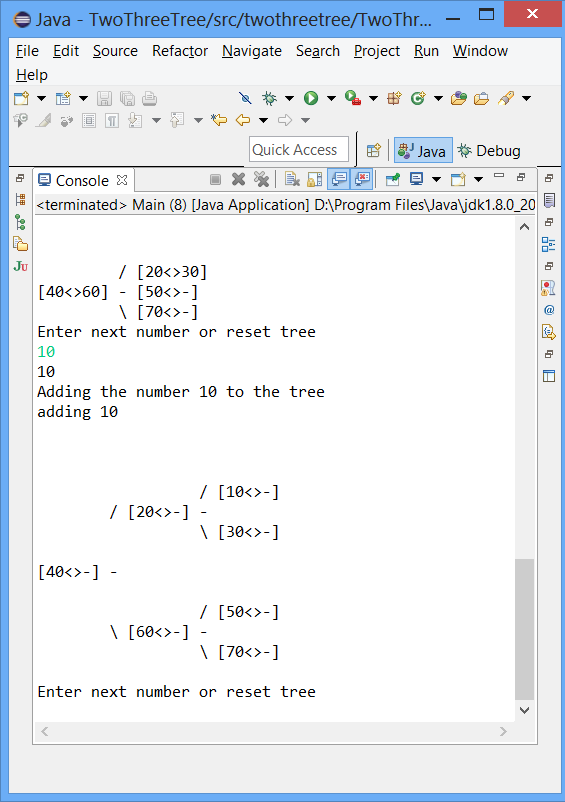 Java - TwoThreeTree/src/twothreetree/TwoThr...
File Edit Source Refactor Navigate Search Project Run Window
Help
Quick Access Java Debug
Console
<terminated> Main (8) [Java Application] D:\Program Files\Java\jdk1.8.0_20
/ [20<>30]
[40<>60] - [50<>-]
\ [70<>-]
Enter next number or reset tree
10
10
Adding the number 10 to the tree
adding 10
/ [10<>-]
/ [20<>-] -
\ [30<>-]
[40<>-] -
/ [50<>-]
\ [60<>-] -
\ [70<>-]
Enter next number or reset tree